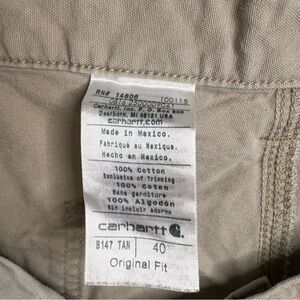 RN# 14806 700115
Carhartt, Inc. P.O. Box 600
Dearborn, MI 48121 USA
carhartt.com
Made in Mexico.
Fabriqué au Mexique.
Hecho en Mexico.
100% Cotton
Exclusive of Trimming
100% Coton
Sans garniture
100% Algodón
Sin incluir adorno
carhartt
B147 TAN 40
Original Fit